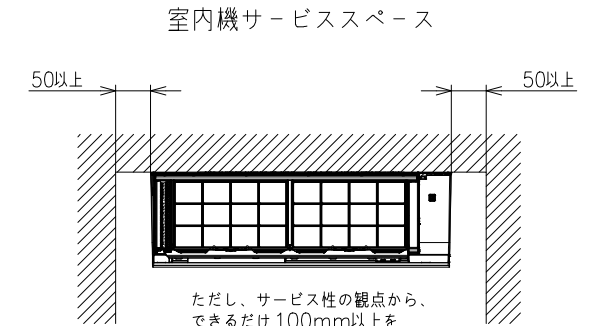 室内機サービススペース
50以上
50以上
ただし、サービス性の観点から、
できるだけ100mm以上を